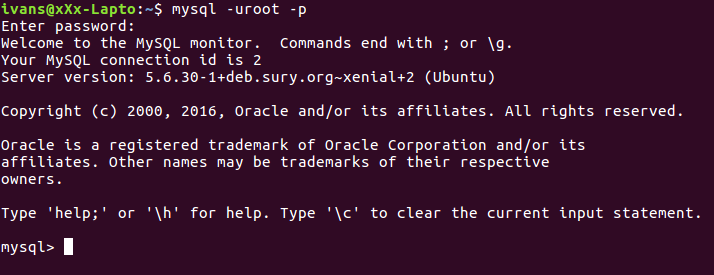 ivans@xXx-Lapto:~$ mysql -uroot -p
Enter password:
Welcome to the MySQL monitor.  Commands end with ; or \g.
Your MySQL connection id is 2
Server version: 5.6.30-1+deb.sury.org~xenial+2 (Ubuntu)
Copyright (c) 2000, 2016, Oracle and/or its affiliates. All rights reserved.
Oracle is a registered trademark of Oracle Corporation and/or its
affiliates. Other names may be trademarks of their respective
owners.
Type 'help;' or '\h' for help. Type '\c' to clear the current input statement.
mysql>